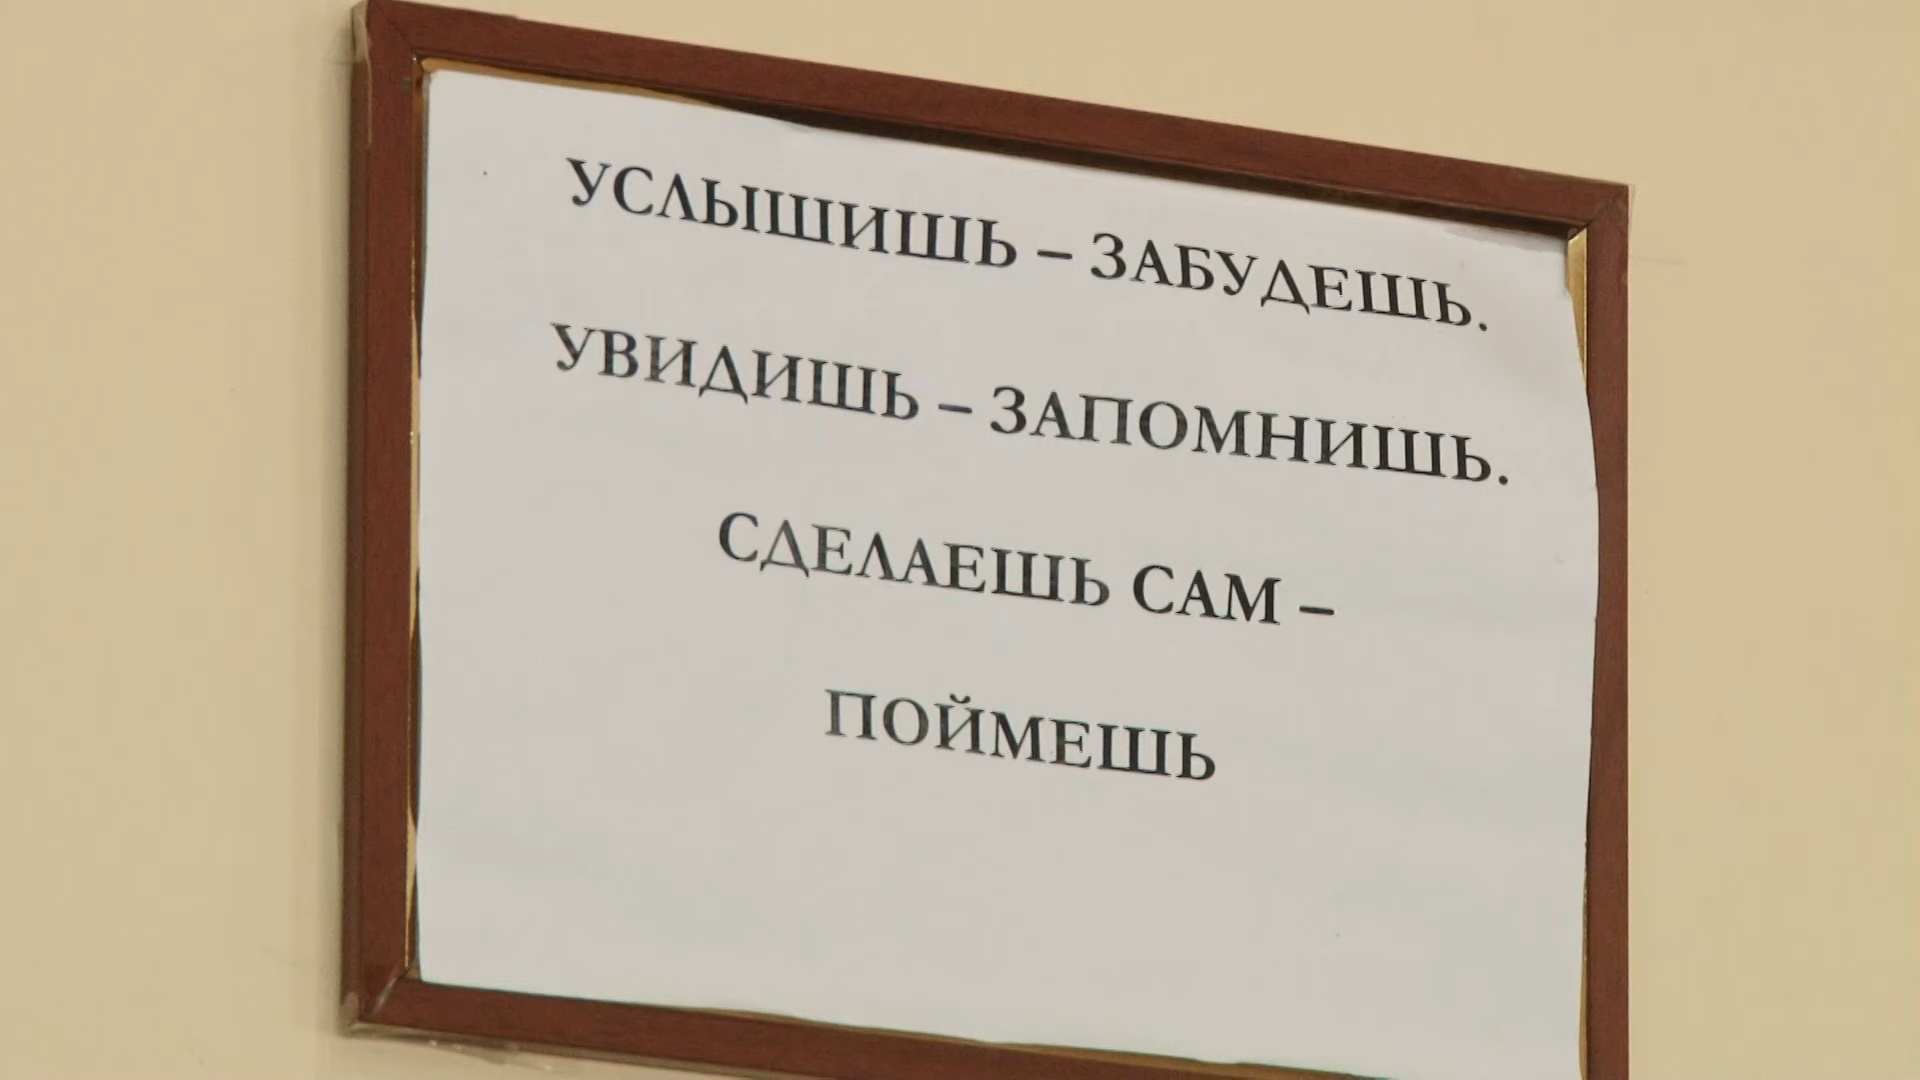 УСЛЫШИШЬ – ЗАБУДЕШЬ.
УВИДИШЬ – ЗАПОМНИШЬ.
СДЕЛАЕШЬ САМ –
ПОЙМЕШЬ